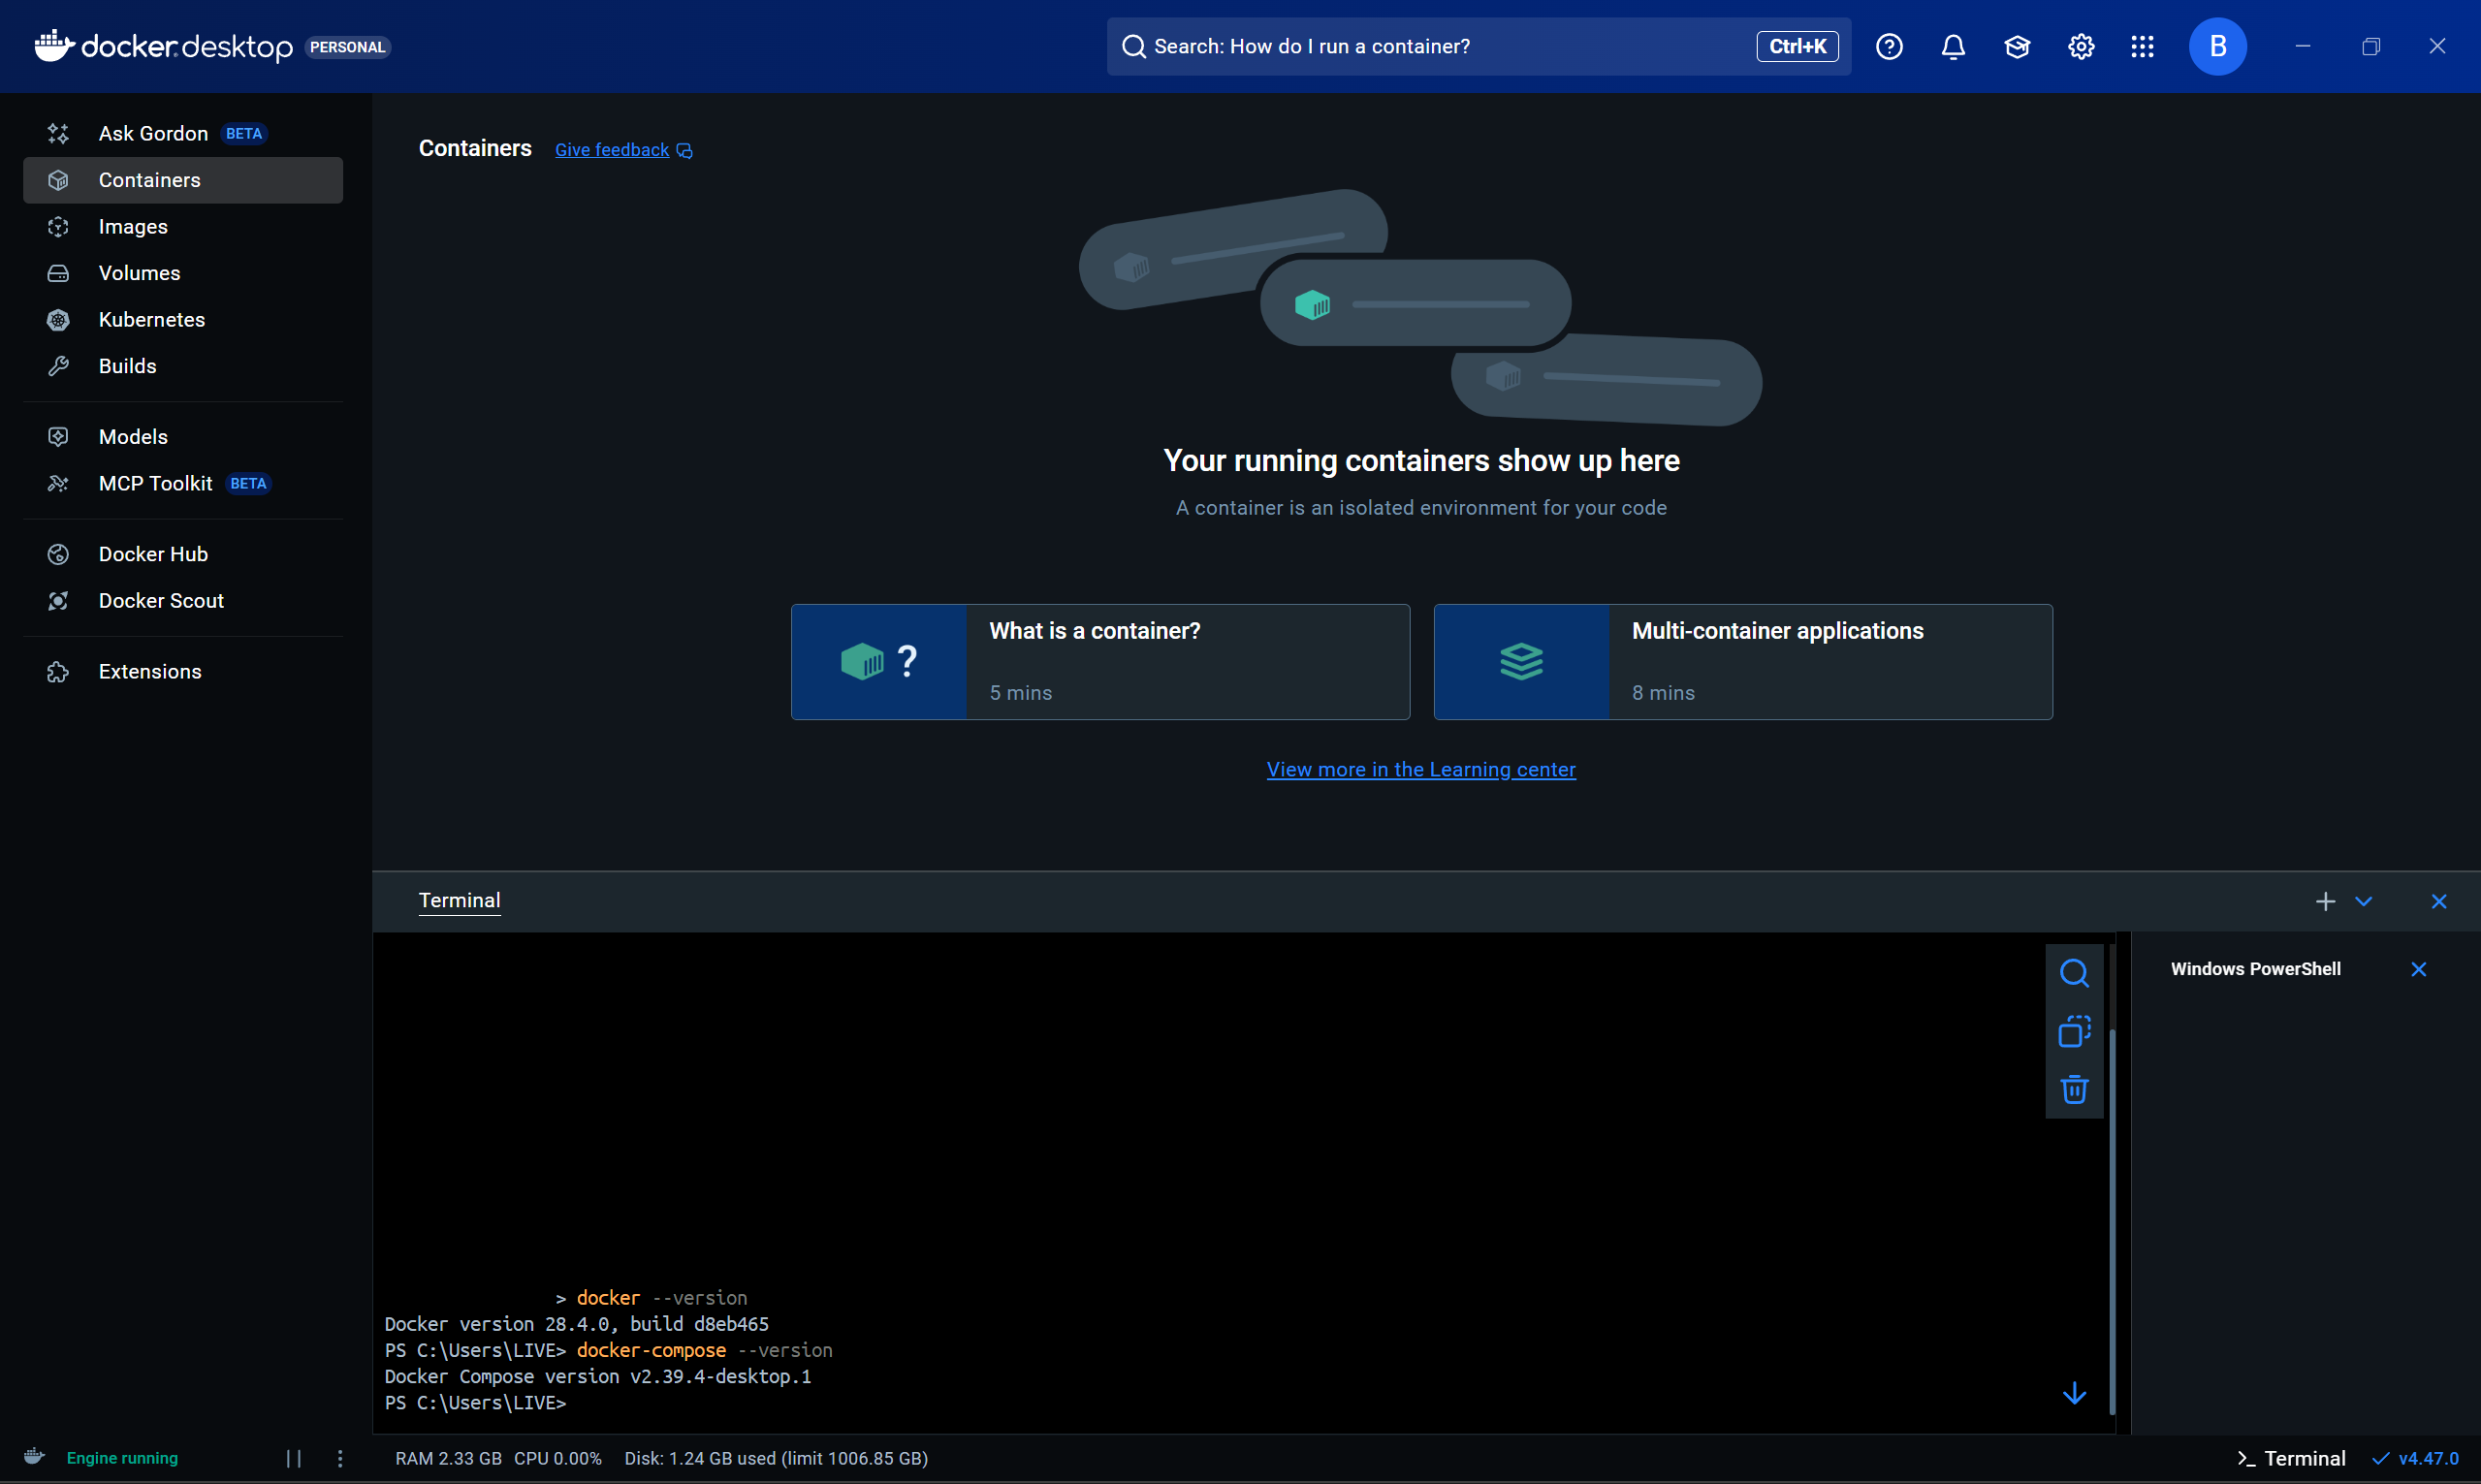 docker desktop PERSONAL
Search: How do I run a container? Ctrl+K
B
Ask Gordon BETA
Containers
Images
Volumes
Kubernetes
Builds
Models
MCP Toolkit BETA
Docker Hub
Docker Scout
Extensions
Containers Give feedback
Your running containers show up here
A container is an isolated environment for your code
?
What is a container?
5 mins
Multi-container applications
8 mins
View more in the Learning center
Terminal
Windows PowerShell
> docker --version
Docker version 28.4.0, build d8eb465
PS C:\Users\LIVE> docker-compose --version
Docker Compose version v2.39.4-desktop.1
PS C:\Users\LIVE>
Engine running
RAM 2.33 GB CPU 0.00% Disk: 1.24 GB used (limit 1006.85 GB)
>_ Terminal v4.47.0